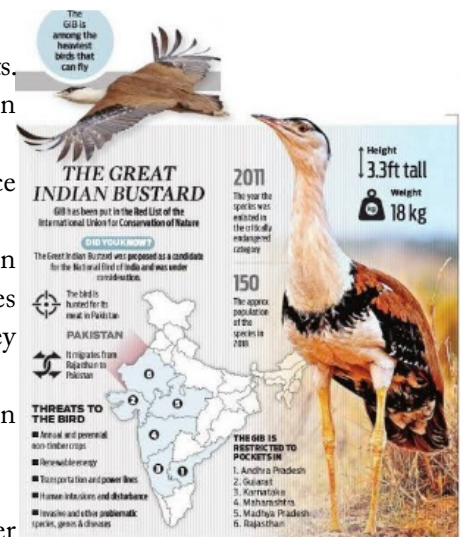 The
GIB is
among the
heaviest
birds that
can fly
THE GREAT
INDIAN BUSTARD
GIB has been put in the Red List of the
International Union for Conservation of Nature
DID YOU KNOW?
The Great Indian Bustard was proposed as a candidate
for the National Bird of India and was under
consideration.
The bird is
hunted for its
meat in Pakistan
PAKISTAN
It migrates from
Rajasthan to
Pakistan
THREATS TO
THE BIRD
■ Annual and perennial
non-timber crops
■ Renewable energy
■ Transportation and power lines
■ Human intrusions and disturbance
■ Invasive and other problematic
species, genes & diseases
2011
The year the
species was
enlisted in
the critically
endangered
category
150
The approx
population
of the
species in
2018
Height
3.3ft tall
Weight
kg
18 kg
6
2
5
4
3
1
THE GIB IS
RESTRICTED TO
POCKETS IN
1. Andhra Pradesh
2. Gujarat
3. Karnataka
4. Maharashtra
5. Madhya Pradesh
6. Rajasthan